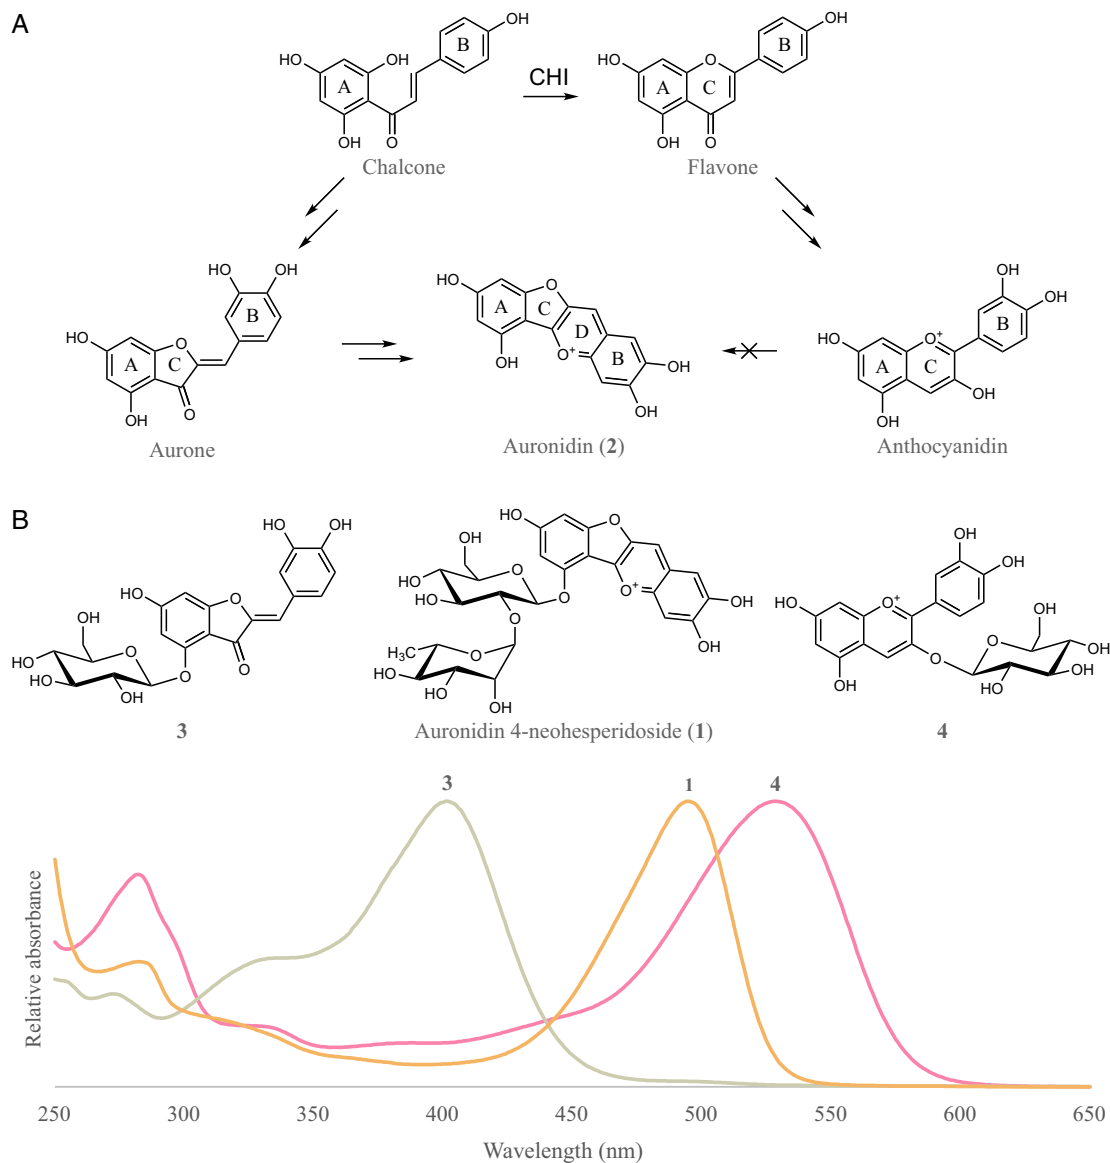 A
OH
HO
OH
B
A
O
OH
Chalcone
CHI
OH
HO
O
B
A
C
OH
O
Flavone
HO
OH
B
HO
O
A
C
O
OH
Aurone
HO
O
A
C
D
O+
B
OH
OH
OH
Auronidin (2)
OH
OH
B
HO
O+
A
C
OH
OH
Anthocyanidin
B
HO
OH
HO
O
OH
O
HO
O
O
HO
OH
3
HO
O
OH
O
HO
HO
O
O+
O
OH
OH
H3C
O
HO
HO
OH
Auronidin 4-neohesperidoside (1)
OH
OH
HO
O+
OH
O
OH
O
HO
OH
OH
4
3
1
4
Relative absorbance
250
300
350
400
450
500
550
600
650
Wavelength (nm)